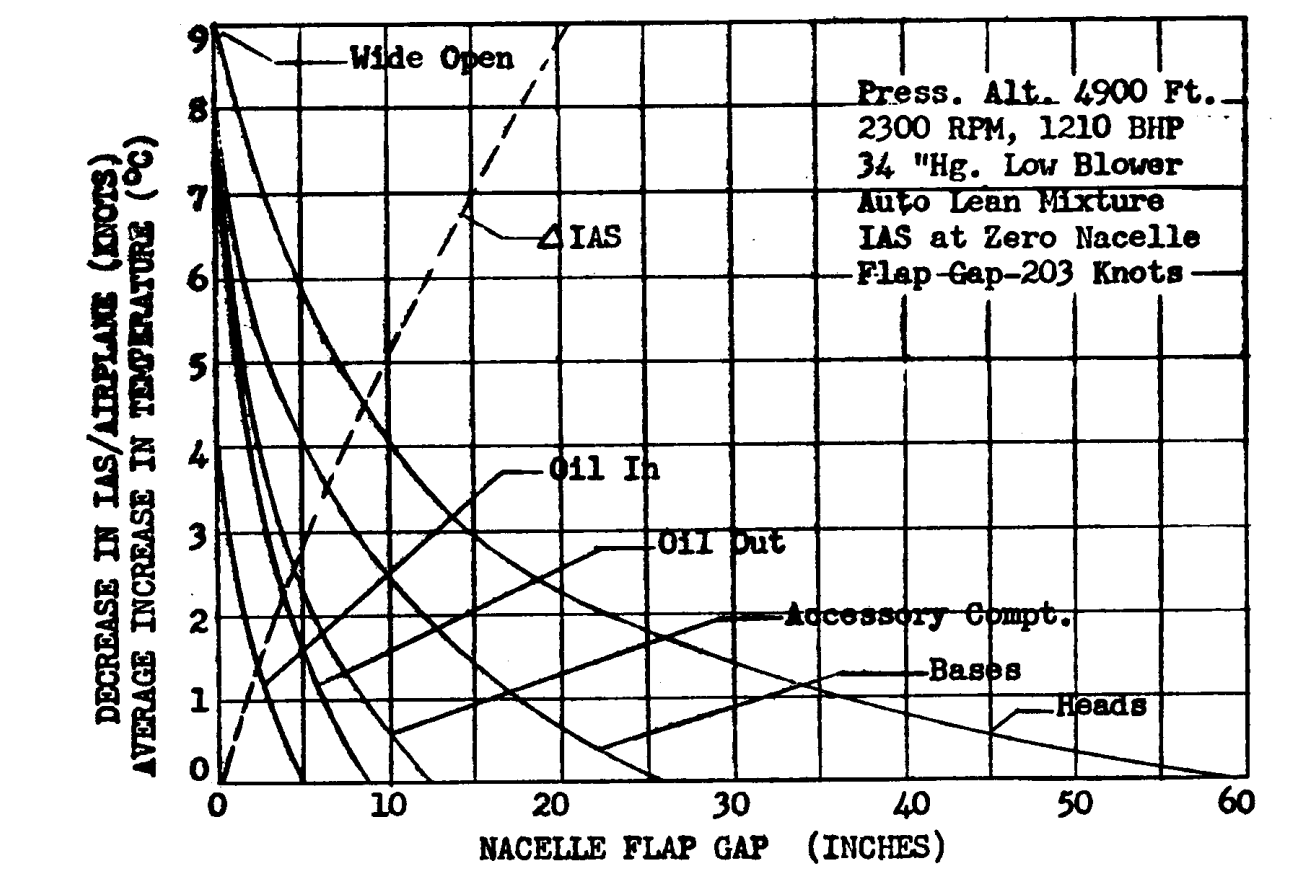 9
Wide Open
8
7
6
5
4
3
2
1
0
Press. Alt. 4900 Ft.
2300 RPM, 1210 BHP
34 "Hg. Low Blower
Auto Lean Mixture
IAS at Zero Nacelle
Flap Gap-203 Knots
Δ IAS
Oil In
Oil Out
Accessory Compt.
Bases
Heads
DECREASE IN IAS/AIRPLANE (KNOTS)
AVERAGE INCREASE IN TEMPERATURE (°C)
0 10 20 30 40 50 60
NACELLE FLAP GAP (INCHES)